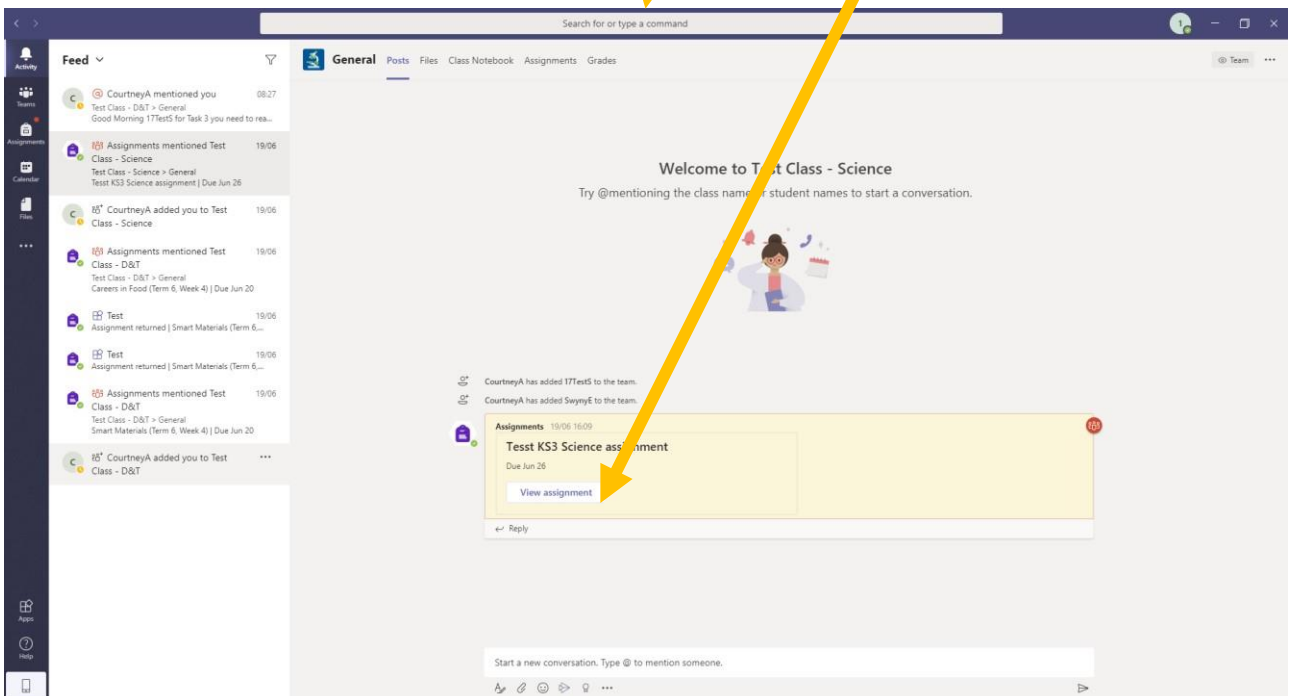 Search for or type a command
1
Activity
Teams
Assignments
Calendar
Files
Apps
Help
Feed
C
CourtneyA mentioned you 08:27
Test Class - D&T > General
Good Morning 17TestS for Task 3 you need to rea...
Assignments mentioned Test 19/06
Class - Science
Test Class - Science > General
Tesst KS3 Science assignment | Due Jun 26
C
CourtneyA added you to Test 19/06
Class - Science
Assignments mentioned Test 19/06
Class - D&T
Test Class - D&T > General
Careers in Food (Term 6, Week 4) | Due Jun 20
Test 19/06
Assignment returned | Smart Materials (Term 6,...
Test 19/06
Assignment returned | Smart Materials (Term 6,...
Assignments mentioned Test 19/06
Class - D&T
Test Class - D&T > General
Smart Materials (Term 6, Week 4) | Due Jun 20
C
CourtneyA added you to Test ...
Class - D&T
General Posts Files Class Notebook Assignments Grades
Team
Welcome to Test Class - Science
Try @mentioning the class name or student names to start a conversation.
CourtneyA has added 17TestS to the team.
CourtneyA has added SwynyE to the team.
Assignments 19/06 16:09
Tesst KS3 Science assignment
Due Jun 26
View assignment
Reply
Start a new conversation. Type @ to mention someone.